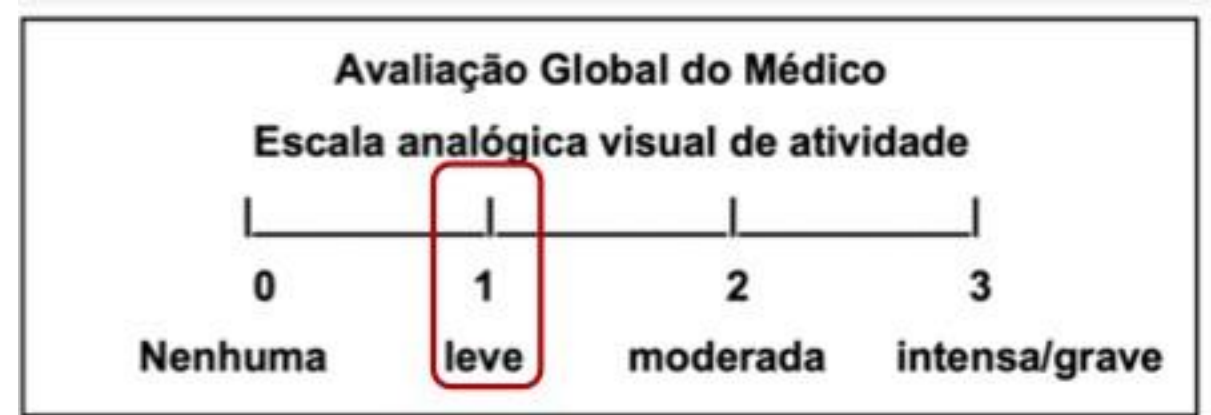 Avaliação Global do Médico
Escala analógica visual de atividade
0 1 2 3
Nenhuma leve moderada intensa/grave